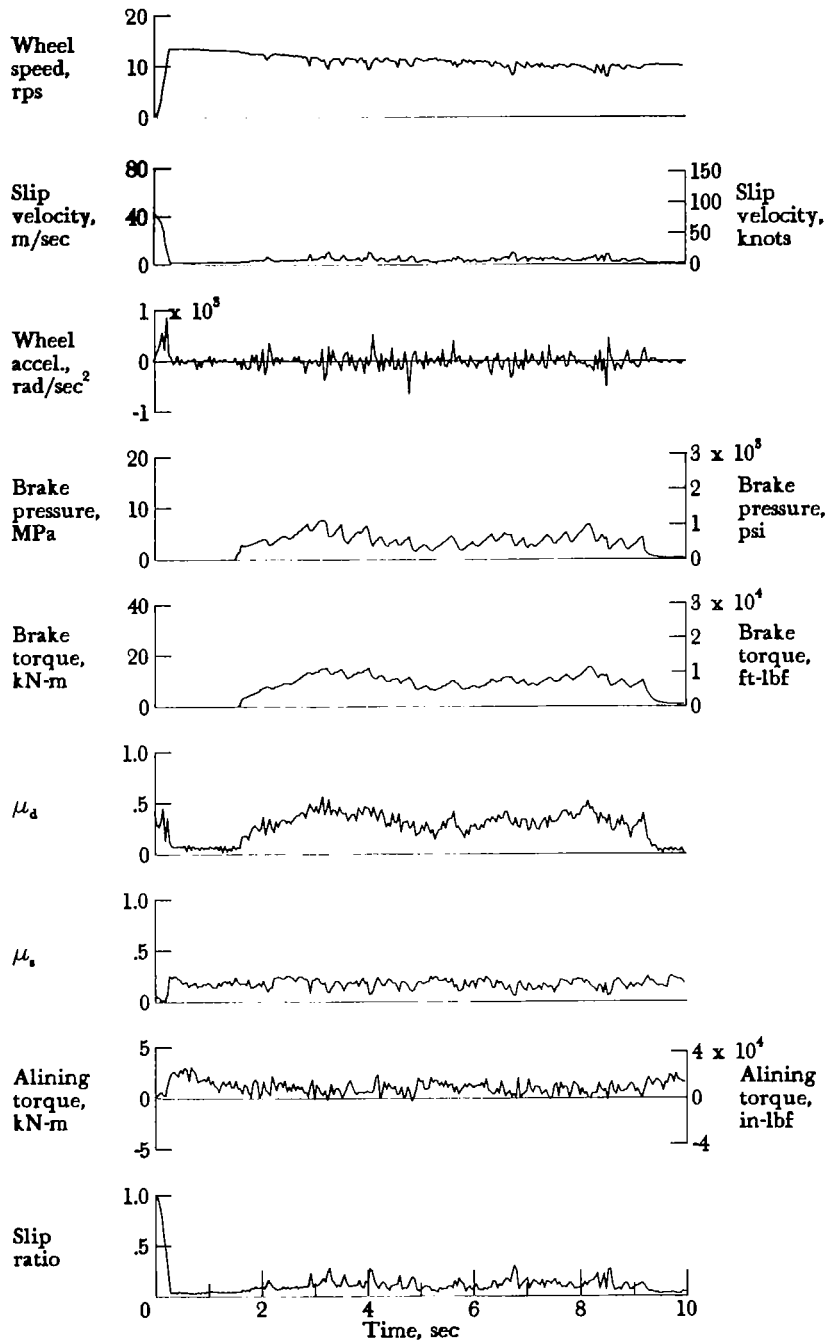 20
Wheel
speed,
rps
10
0
80
Slip
velocity,
m/sec
40
0
150
100
50
0
Slip
velocity,
knots
1
x 10³
Wheel
accel.,
rad/sec²
0
-1
20
Brake
pressure,
MPa
10
0
3 x 10³
2
1
0
Brake
pressure,
psi
40
Brake
torque,
kN-m
20
0
3 x 10⁴
2
1
0
Brake
torque,
ft-lbf
1.0
μd
.5
0
1.0
μs
.5
0
5
Alining
torque,
kN-m
0
-5
4 x 10⁴
0
-4
Alining
torque,
in-lbf
1.0
Slip
ratio
.5
0 2 4 6 8 10
Time, sec